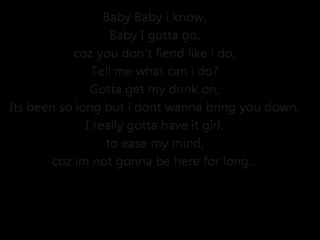 Baby Baby i know,
Baby I gotta go,
coz you don't fiend like i do,
Tell me what can i do?
Gotta get my drink on,
Its been so long but i dont wanna bring you down,
I really gotta have it girl,
to ease my mind,
coz im not gonna be here for long...